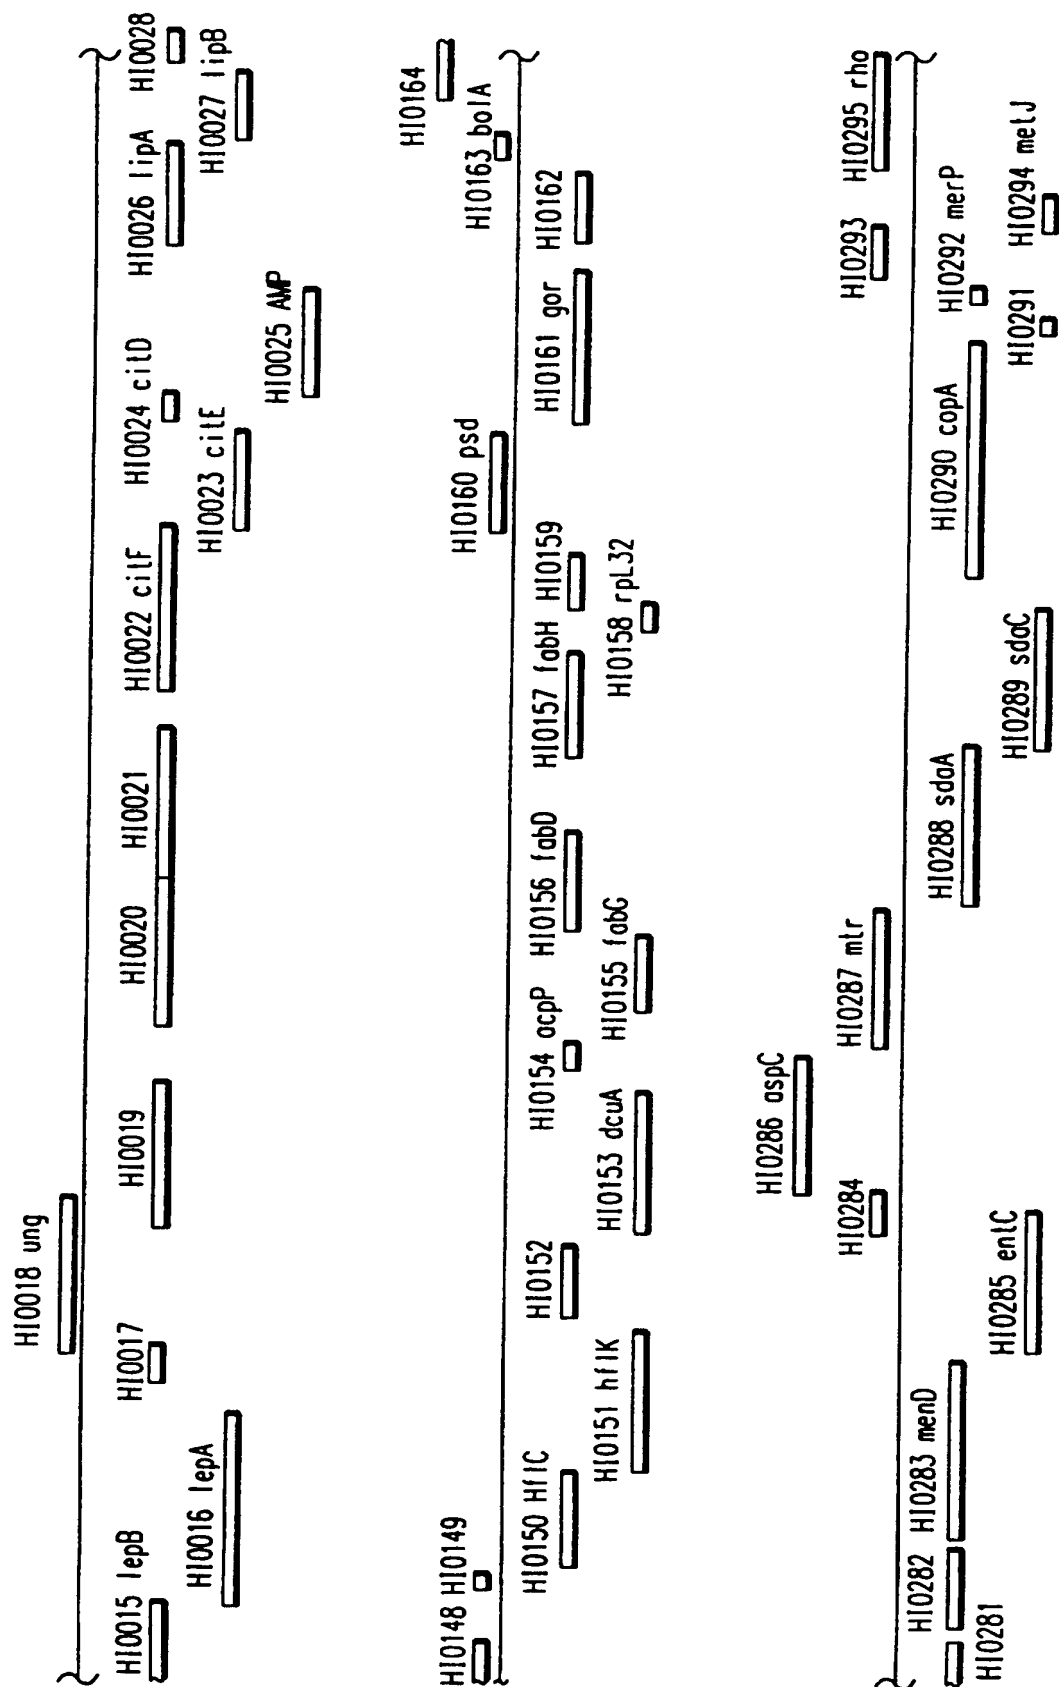 HI0015 lepB
HI0016 lepA
HI0017
HI0018 ung
HI0019
HI0020
HI0021
HI0022 citF
HI0023 citE
HI0024 citD
HI0025 AMP
HI0026 lipA
HI0027 lipB
HI0028
HI0148
HI0149
HI0150 HflC
HI0151 hflK
HI0152
HI0153 dcuA
HI0154 acpP
HI0155 fabG
HI0156 fabD
HI0157 fabH
HI0158 rpL32
HI0159
HI0160 psd
HI0161 gor
HI0162
HI0163 bolA
HI0164
HI0281
HI0282
HI0283 menD
HI0284
HI0285 entC
HI0286 aspC
HI0287 mtr
HI0288 sdaA
HI0289 sdaC
HI0290 copA
HI0291
HI0292 merP
HI0293
HI0294 metJ
HI0295 rho